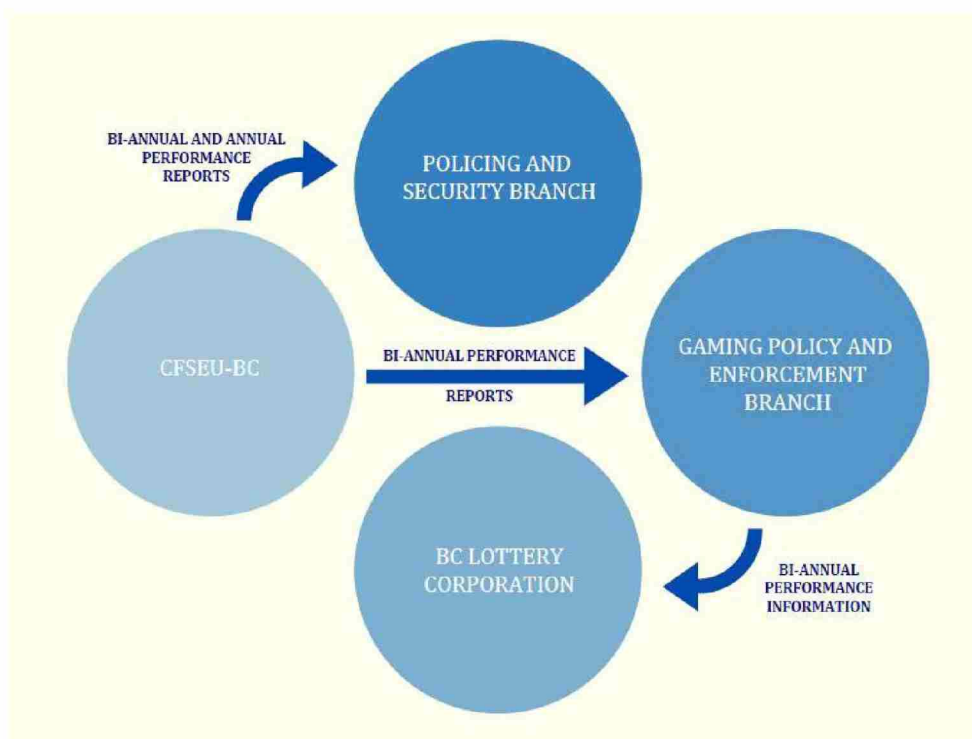 BI-ANNUAL AND ANNUAL
PERFORMANCE
REPORTS
POLICING AND
SECURITY BRANCH
CFSEU-BC
BI-ANNUAL PERFORMANCE
REPORTS
GAMING POLICY AND
ENFORCEMENT
BRANCH
BC LOTTERY
CORPORATION
BI-ANNUAL
PERFORMANCE
INFORMATION